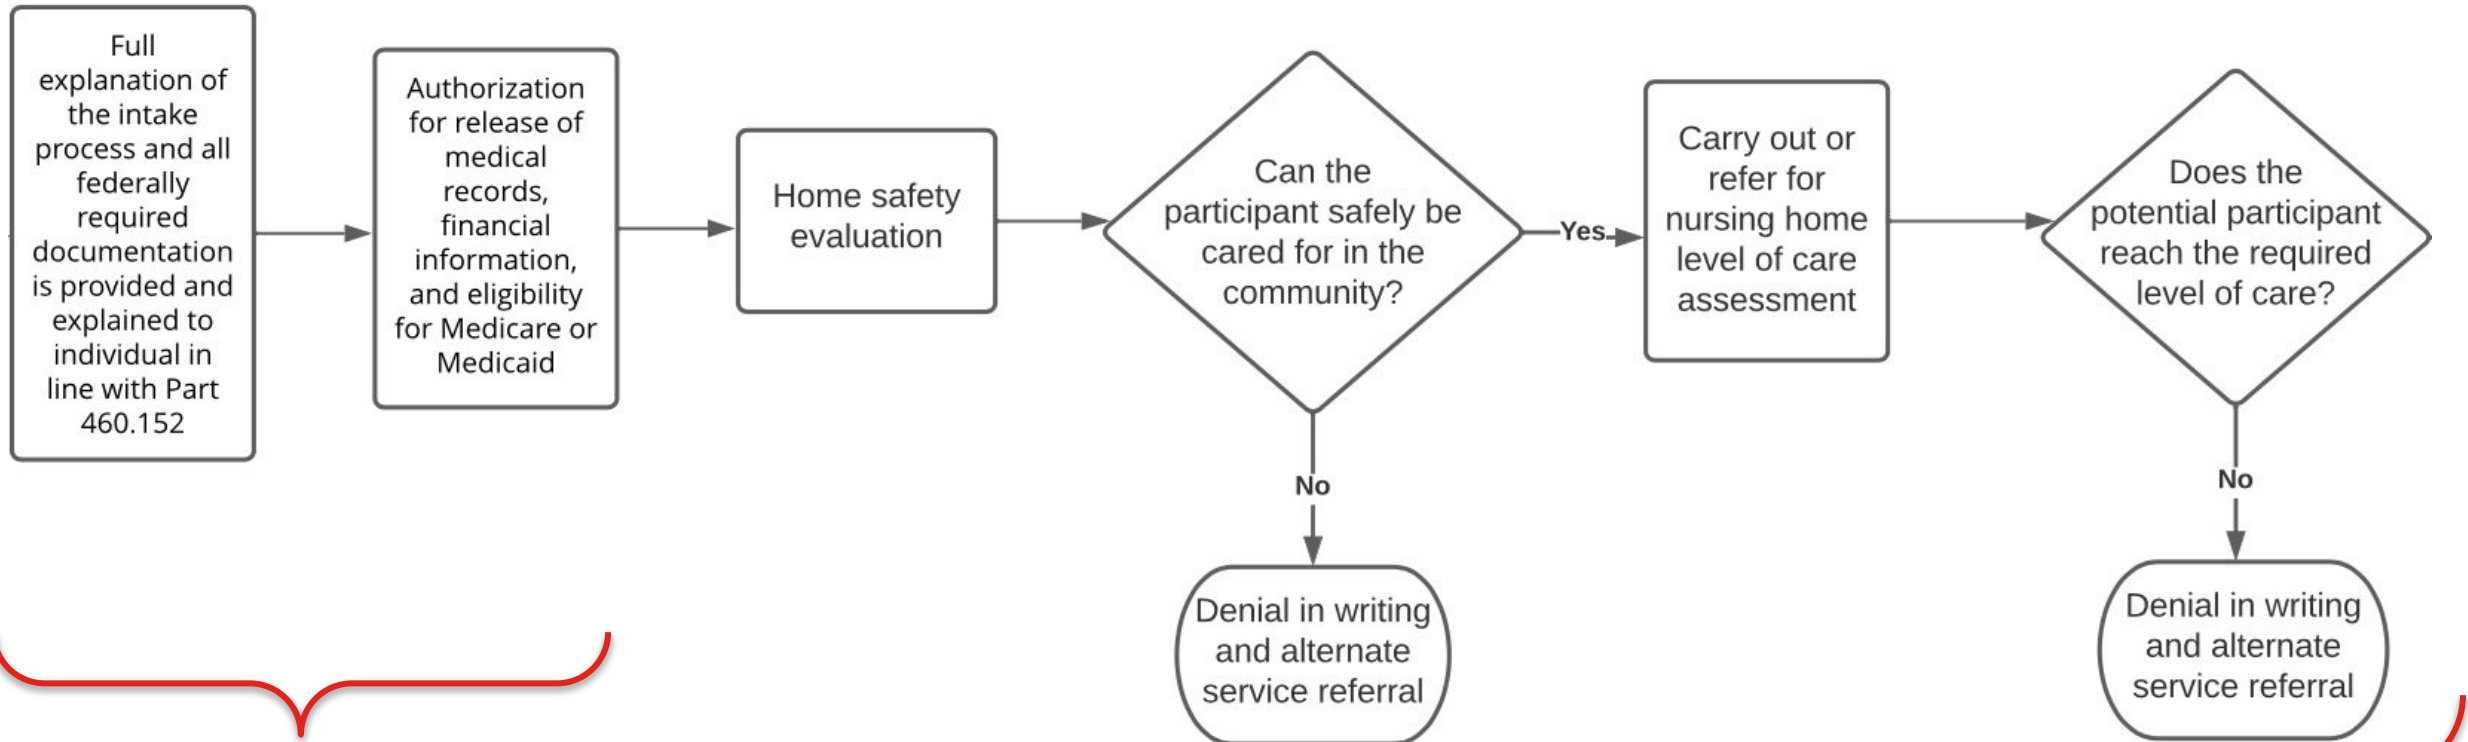 Full
explanation of
the intake
process and all
federally
required
documentation
is provided and
explained to
individual in
line with Part
460.152
Authorization
for release of
medical
records,
financial
information,
and eligibility
for Medicare or
Medicaid
Home safety
evaluation
Can the
participant safely be
cared for in the
community?
Yes
No
Denial in writing
and alternate
service referral
Carry out or
refer for
nursing home
level of care
assessment
Does the
potential participant
reach the required
level of care?
No
Denial in writing
and alternate
service referral